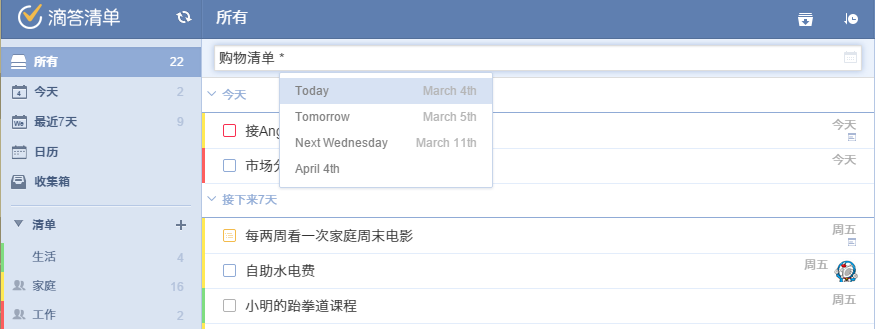 滴答清单
所有
所有 22
4 今天 2
We 最近7天 9
日历
收集箱
清单
生活 4
家庭 16
工作 2
购物清单 *
Today March 4th
Tomorrow March 5th
Next Wednesday March 11th
April 4th
今天
接Ang 今天
市场分 今天
接下来7天
每两周看一次家庭周末电影 周五
自助水电费 周五
小明的跆拳道课程 周五